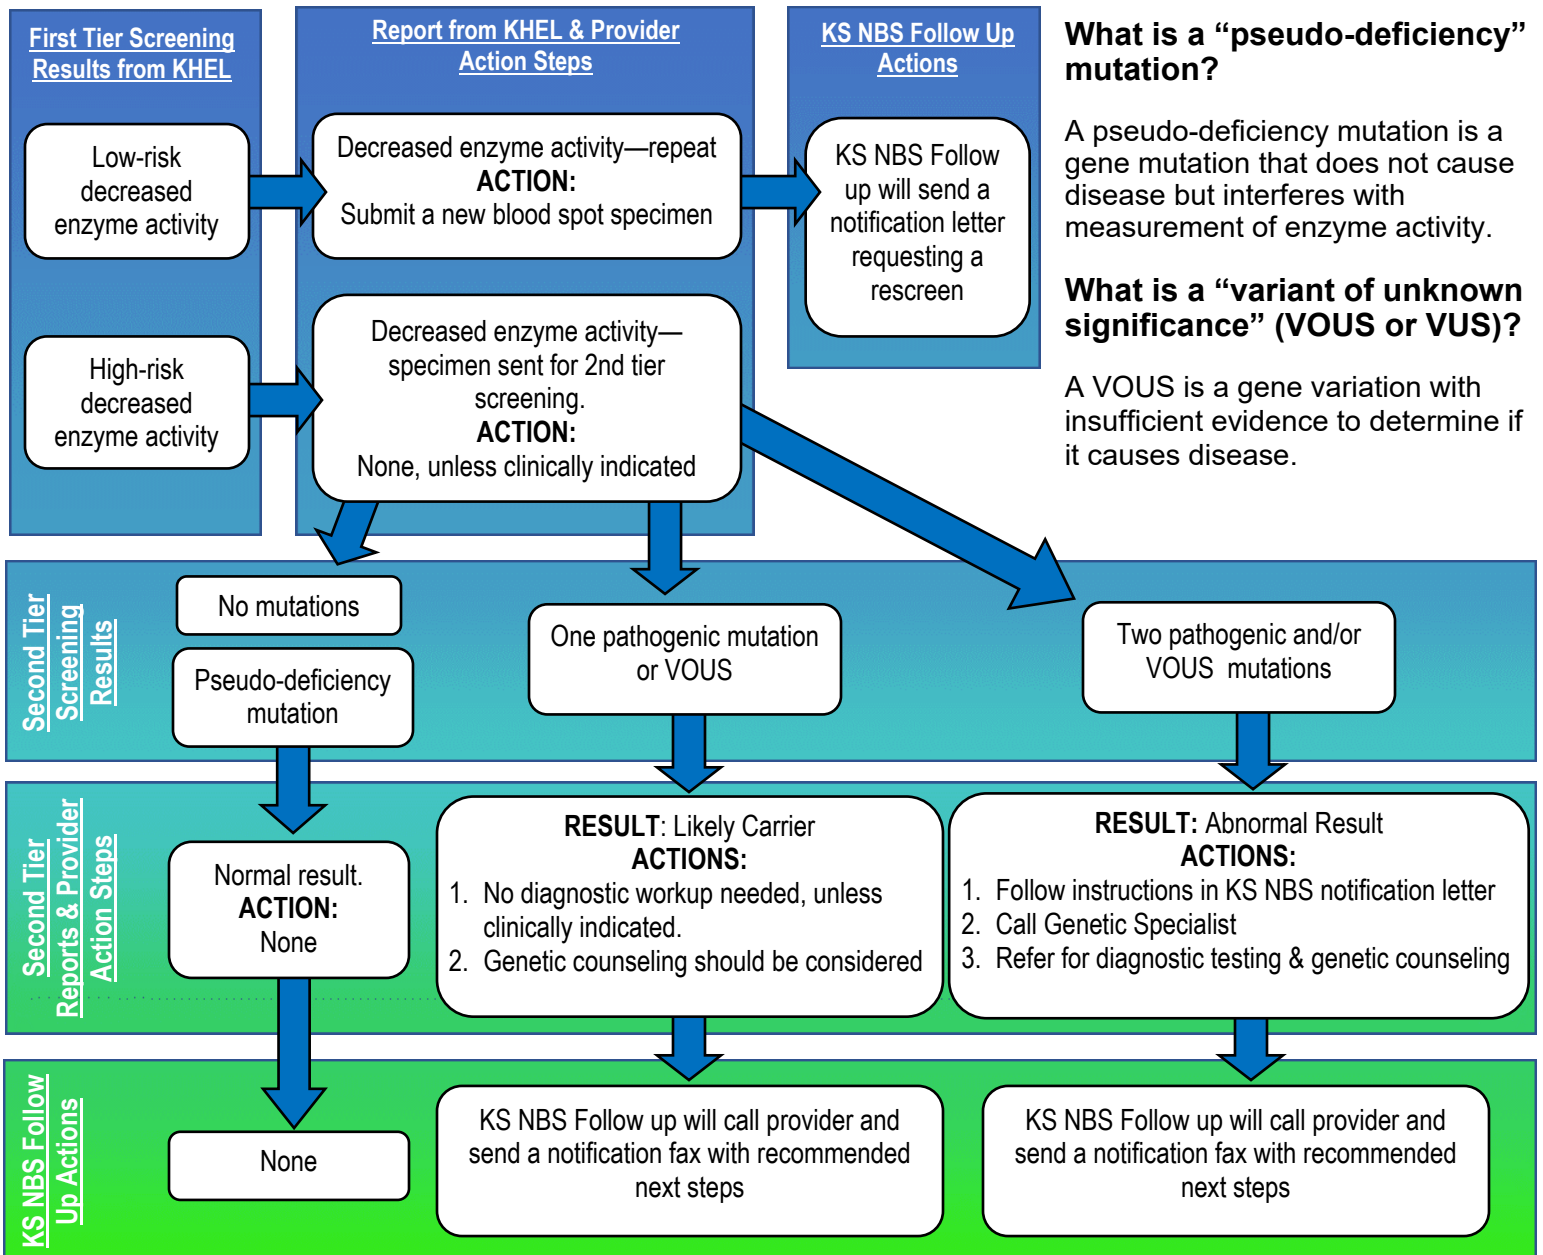 First Tier Screening
Results from KHEL
Low-risk
decreased
enzyme activity
High-risk
decreased
enzyme activity
Report from KHEL & Provider
Action Steps
Decreased enzyme activity—repeat
ACTION:
Submit a new blood spot specimen
Decreased enzyme activity—
specimen sent for 2nd tier
screening.
ACTION:
None, unless clinically indicated
KS NBS Follow Up
Actions
KS NBS Follow
up will send a
notification letter
requesting a
rescreen
What is a “pseudo-deficiency”
mutation?
A pseudo-deficiency mutation is a
gene mutation that does not cause
disease but interferes with
measurement of enzyme activity.
What is a “variant of unknown
significance” (VOUS or VUS)?
A VOUS is a gene variation with
insufficient evidence to determine if
it causes disease.
Second Tier
Screening
Results
No mutations
Pseudo-deficiency
mutation
One pathogenic mutation
or VOUS
Two pathogenic and/or
VOUS mutations
Second Tier
Reports & Provider
Action Steps
Normal result.
ACTION:
None
RESULT: Likely Carrier
ACTIONS:
1. No diagnostic workup needed, unless
clinically indicated.
2. Genetic counseling should be considered
RESULT: Abnormal Result
ACTIONS:
1. Follow instructions in KS NBS notification letter
2. Call Genetic Specialist
3. Refer for diagnostic testing & genetic counseling
KS NBS Follow
Up Actions
None
KS NBS Follow up will call provider and
send a notification fax with recommended
next steps
KS NBS Follow up will call provider and
send a notification fax with recommended
next steps